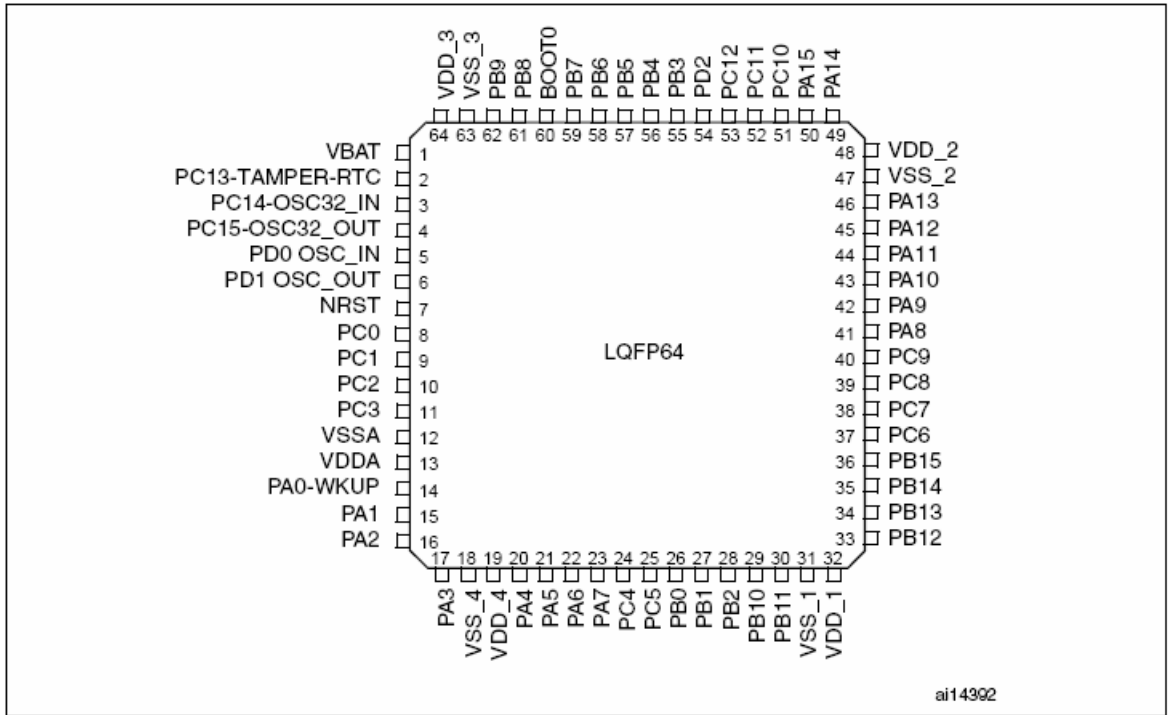 VDD_3
VSS_3
PB9
PB8
BOOT0
PB7
PB6
PB5
PB4
PB3
PD2
PC12
PC11
PC10
PA15
PA14
64 63 62 61 60 59 58 57 56 55 54 53 52 51 50 49
VBAT 1
PC13-TAMPER-RTC 2
PC14-OSC32_IN 3
PC15-OSC32_OUT 4
PD0 OSC_IN 5
PD1 OSC_OUT 6
NRST 7
PC0 8
PC1 9
PC2 10
PC3 11
VSSA 12
VDDA 13
PA0-WKUP 14
PA1 15
PA2 16
LQFP64
48 VDD_2
47 VSS_2
46 PA13
45 PA12
44 PA11
43 PA10
42 PA9
41 PA8
40 PC9
39 PC8
38 PC7
37 PC6
36 PB15
35 PB14
34 PB13
33 PB12
17 18 19 20 21 22 23 24 25 26 27 28 29 30 31 32
PA3
VSS_4
VDD_4
PA4
PA5
PA6
PA7
PC4
PC5
PB0
PB1
PB2
PB10
PB11
VSS_1
VDD_1
ai14392